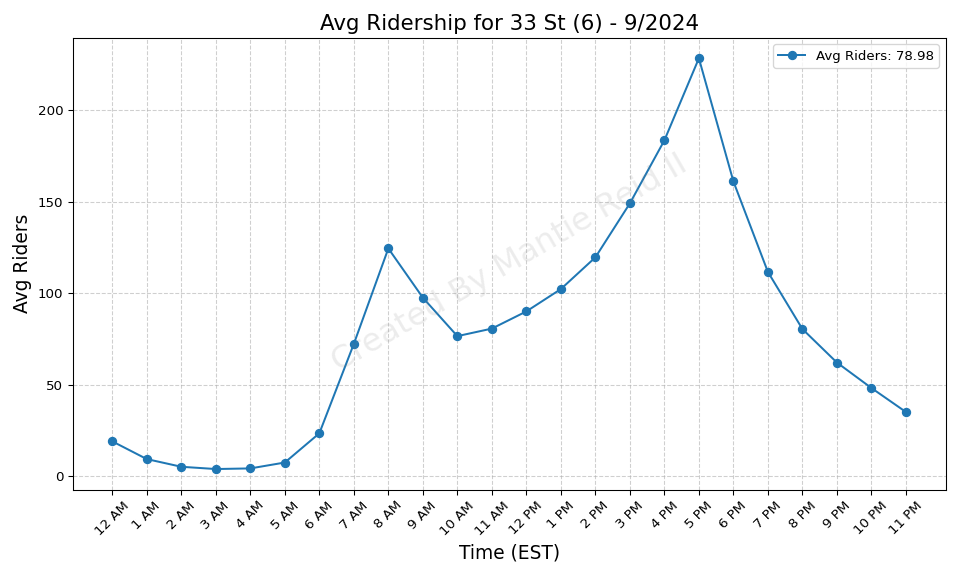 Avg Ridership for 33 St (6) - 9/2024
Avg Riders: 78.98
200
150
100
50
0
Avg Riders
Created By Mantle Reid II
12 AM 1 AM 2 AM 3 AM 4 AM 5 AM 6 AM 7 AM 8 AM 9 AM 10 AM 11 AM 12 PM 1 PM 2 PM 3 PM 4 PM 5 PM 6 PM 7 PM 8 PM 9 PM 10 PM 11 PM
Time (EST)